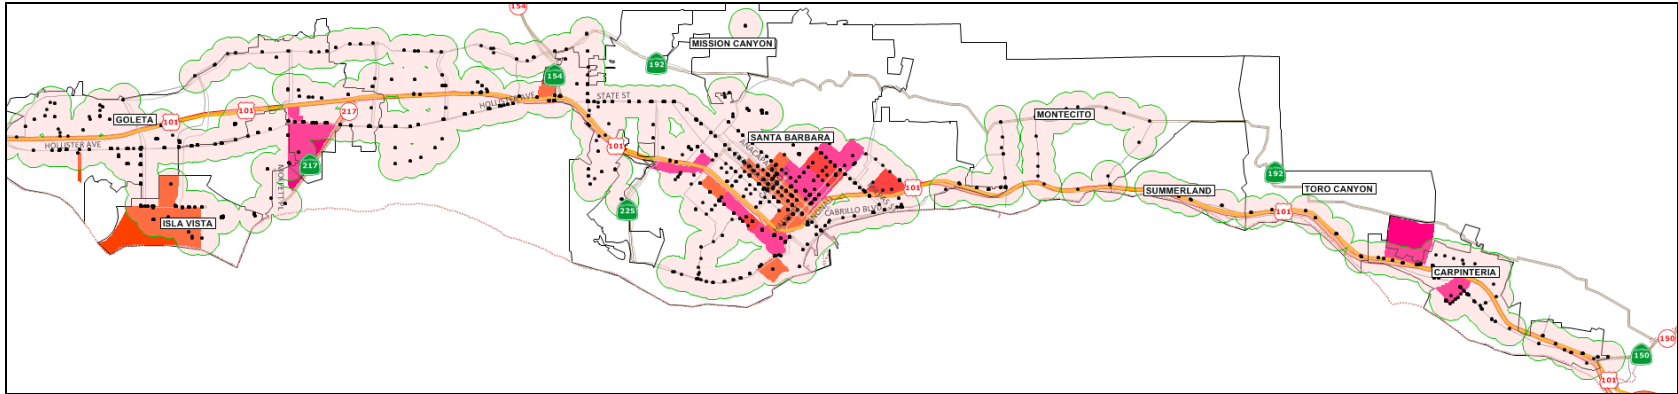 154
MISSION CANYON
192
154
HOLLISTER AVE
STATE ST
101
217
GOLETA
101
MONTECITO
SANTA BARBARA
HOLLISTER AVE
101
217
192
101
SUMMERLAND
TORO CANYON
225
CABRILLO BLVD
101
ISLA VISTA
CARPINTERIA
150
150
101